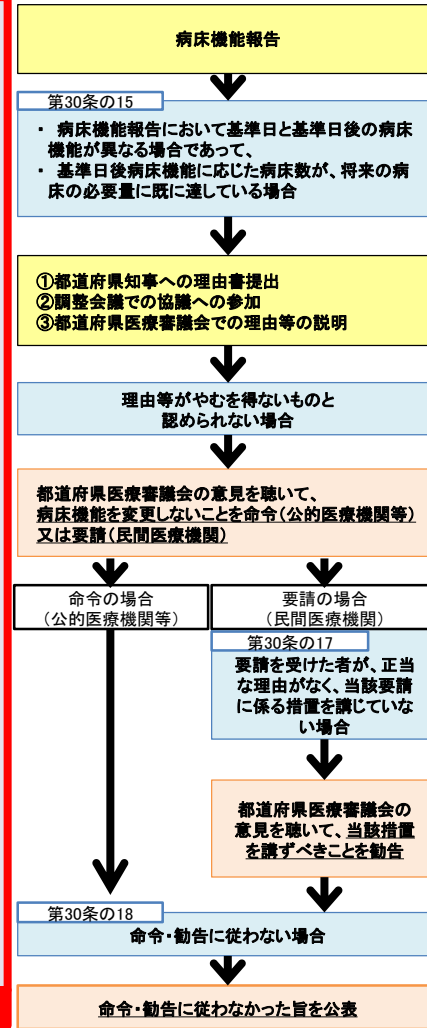 病床機能報告
第30条の15
・ 病床機能報告において基準日と基準日後の病床
機能が異なる場合であって、
・ 基準日後病床機能に応じた病床数が、将来の病
床の必要量に既に達している場合
①都道府県知事への理由書提出
②調整会議での協議への参加
③都道府県医療審議会での理由等の説明
理由等がやむを得ないものと
認められない場合
都道府県医療審議会の意見を聴いて、
病床機能を変更しないことを命令(公的医療機関等)
又は要請(民間医療機関)
命令の場合
(公的医療機関等)
要請の場合
(民間医療機関)
第30条の17
要請を受けた者が、正当
な理由がなく、当該要請
に係る措置を講じていな
い場合
都道府県医療審議会の
意見を聴いて、当該措置
を講ずべきことを勧告
第30条の18
命令・勧告に従わない場合
命令・勧告に従わなかった旨を公表